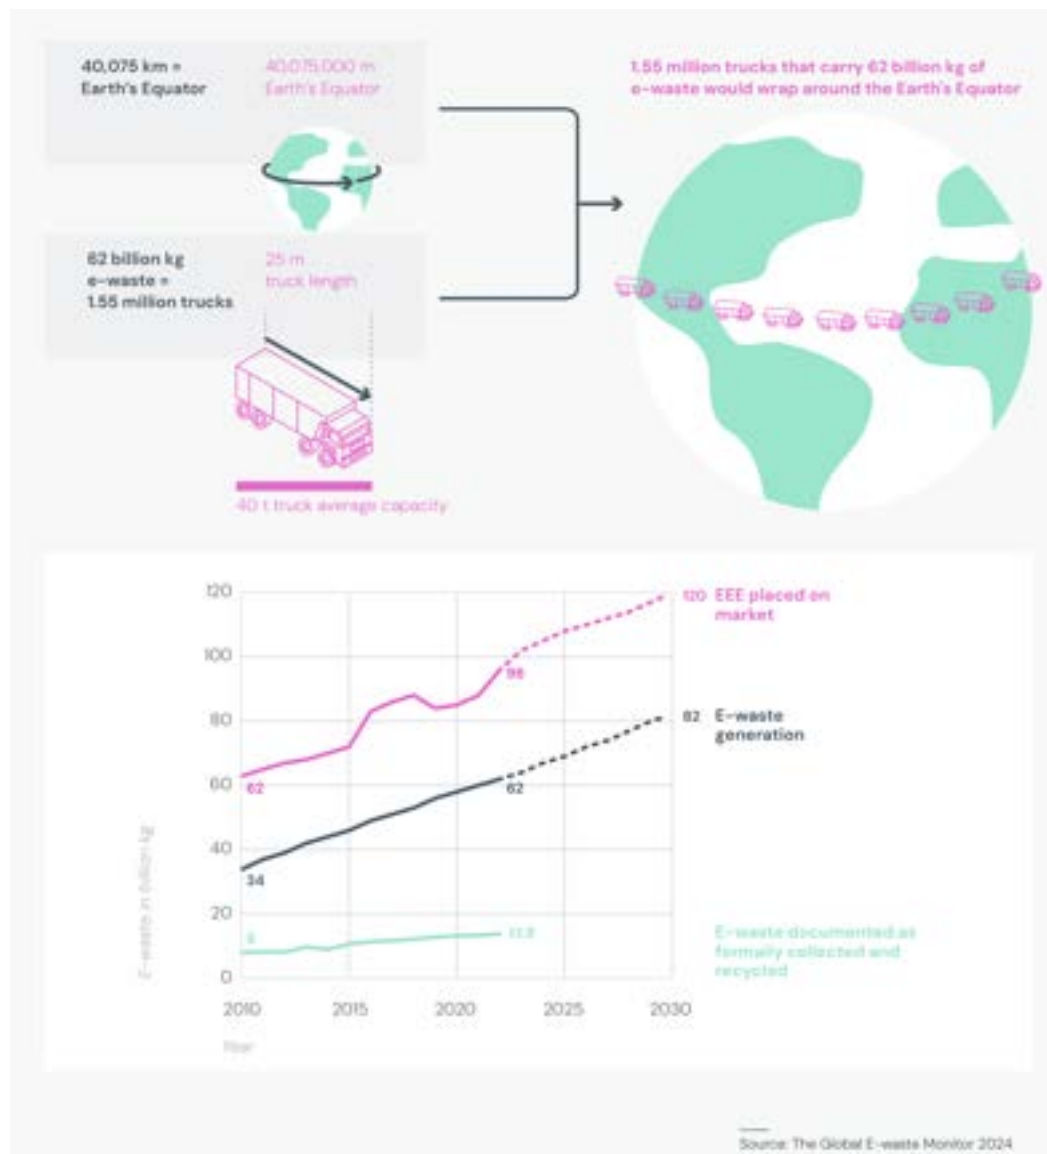 40,075 km =
Earth's Equator
40,075,000 m
Earth's Equator
1.55 million trucks that carry 62 billion kg of
e-waste would wrap around the Earth's Equator
62 billion kg
e-waste =
1.55 million trucks
25 m
truck length
40 t truck average capacity
120
100
80
60
40
20
0
E-waste in billion kg
2010
2015
2020
2025
2030
Year
62
96
120 EEE placed on
market
34
62
82 E-waste
generation
8
13.8
E-waste documented as
formally collected and
recycled
Source: The Global E-waste Monitor 2024